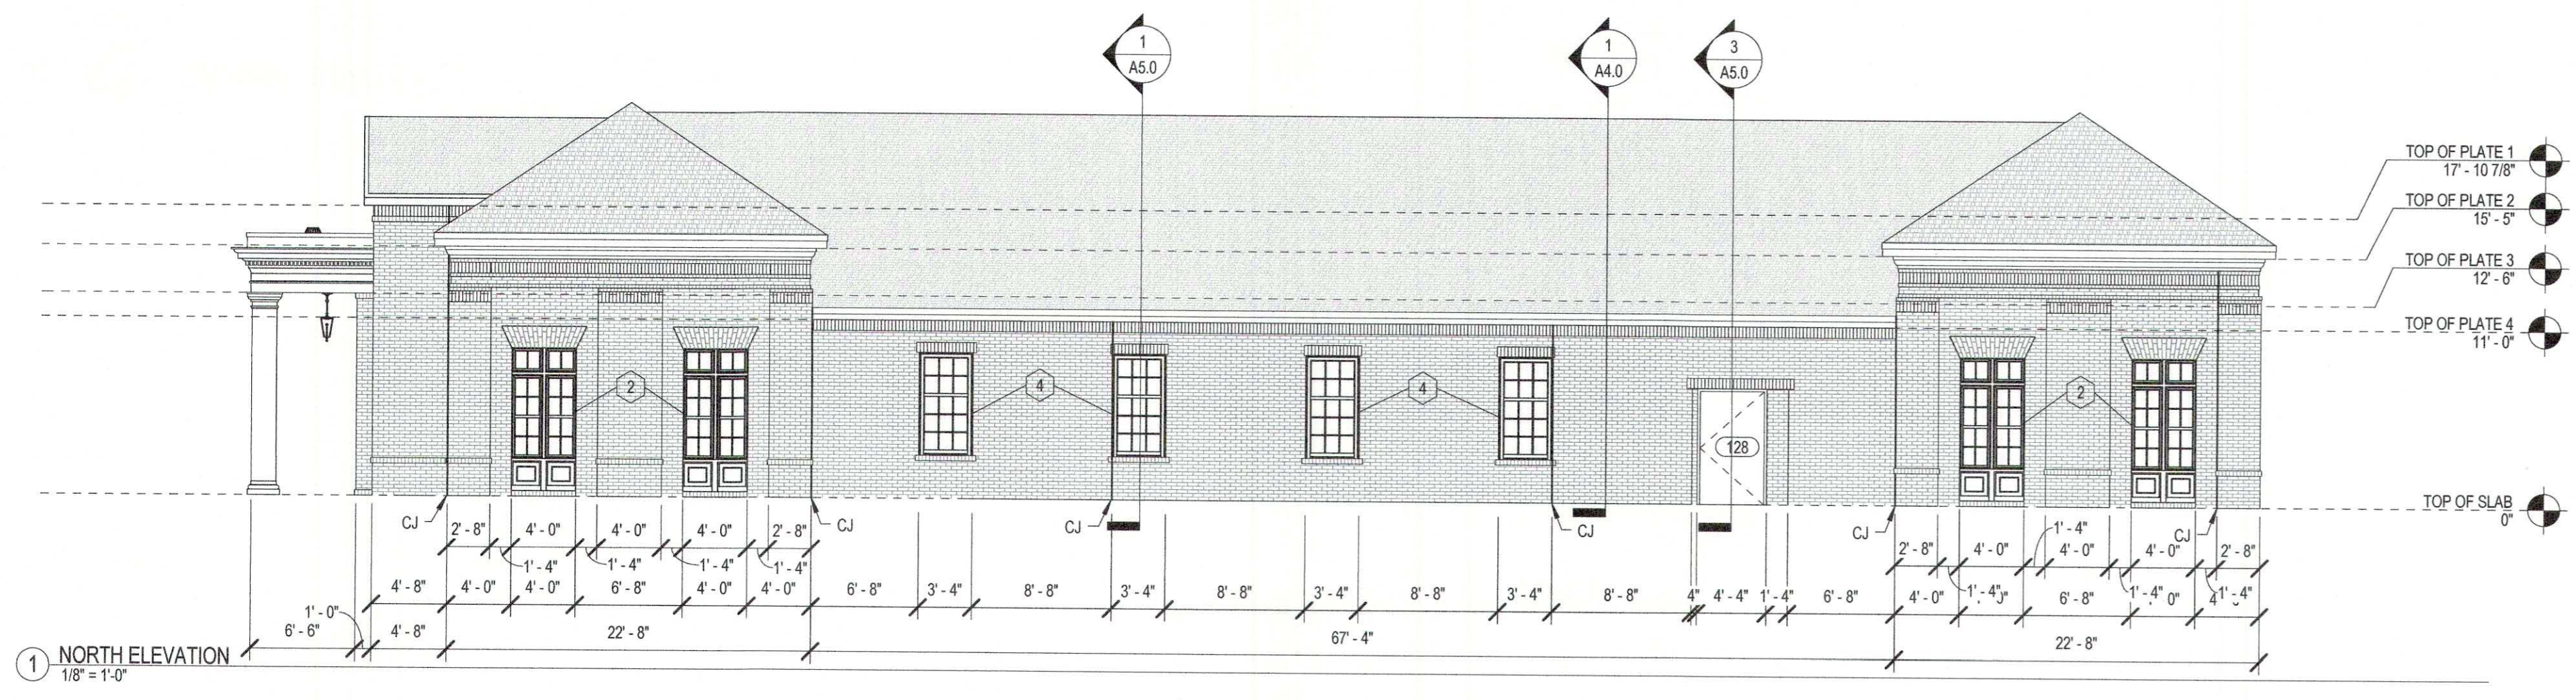 1
A5.0
1
A4.0
3
A5.0
TOP OF PLATE 1
17' - 10 7/8"
TOP OF PLATE 2
15' - 5"
TOP OF PLATE 3
12' - 6"
TOP OF PLATE 4
11' - 0"
2
4
4
128
2
TOP OF SLAB
0"
CJ
CJ
CJ
CJ
CJ
CJ
2' - 8" 4' - 0" 4' - 0" 4' - 0" 2' - 8"
1' - 4" 1' - 4" 1' - 4" 1' - 4"
2' - 8" 4' - 0" 1' - 4" 4' - 0" 4' - 0" 2' - 8"
1' - 4" 1' - 4" 1' - 4"
4' - 8" 4' - 0" 4' - 0" 6' - 8" 4' - 0" 4' - 0" 6' - 8" 3' - 4" 8' - 8" 3' - 4" 8' - 8" 3' - 4" 8' - 8" 3' - 4" 8' - 8" 4" 4' - 4" 1' - 4" 6' - 8" 4' - 0" 6' - 8"
1' - 0"
6' - 6" 4' - 8" 22' - 8" 67' - 4" 22' - 8"
1 NORTH ELEVATION
1/8" = 1'-0"